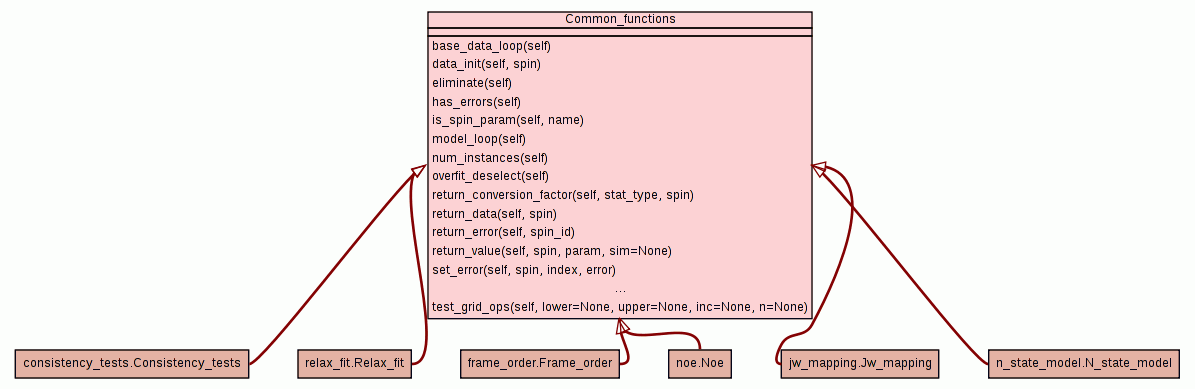 Common_functions
base_data_loop(self)
data_init(self, spin)
eliminate(self)
has_errors(self)
is_spin_param(self, name)
model_loop(self)
num_instances(self)
overfit_deselect(self)
return_conversion_factor(self, stat_type, spin)
return_data(self, spin)
return_error(self, spin_id)
return_value(self, spin, param, sim=None)
set_error(self, spin, index, error)
...
test_grid_ops(self, lower=None, upper=None, inc=None, n=None)
consistency_tests.Consistency_tests
relax_fit.Relax_fit
frame_order.Frame_order
noe.Noe
jw_mapping.Jw_mapping
n_state_model.N_state_model